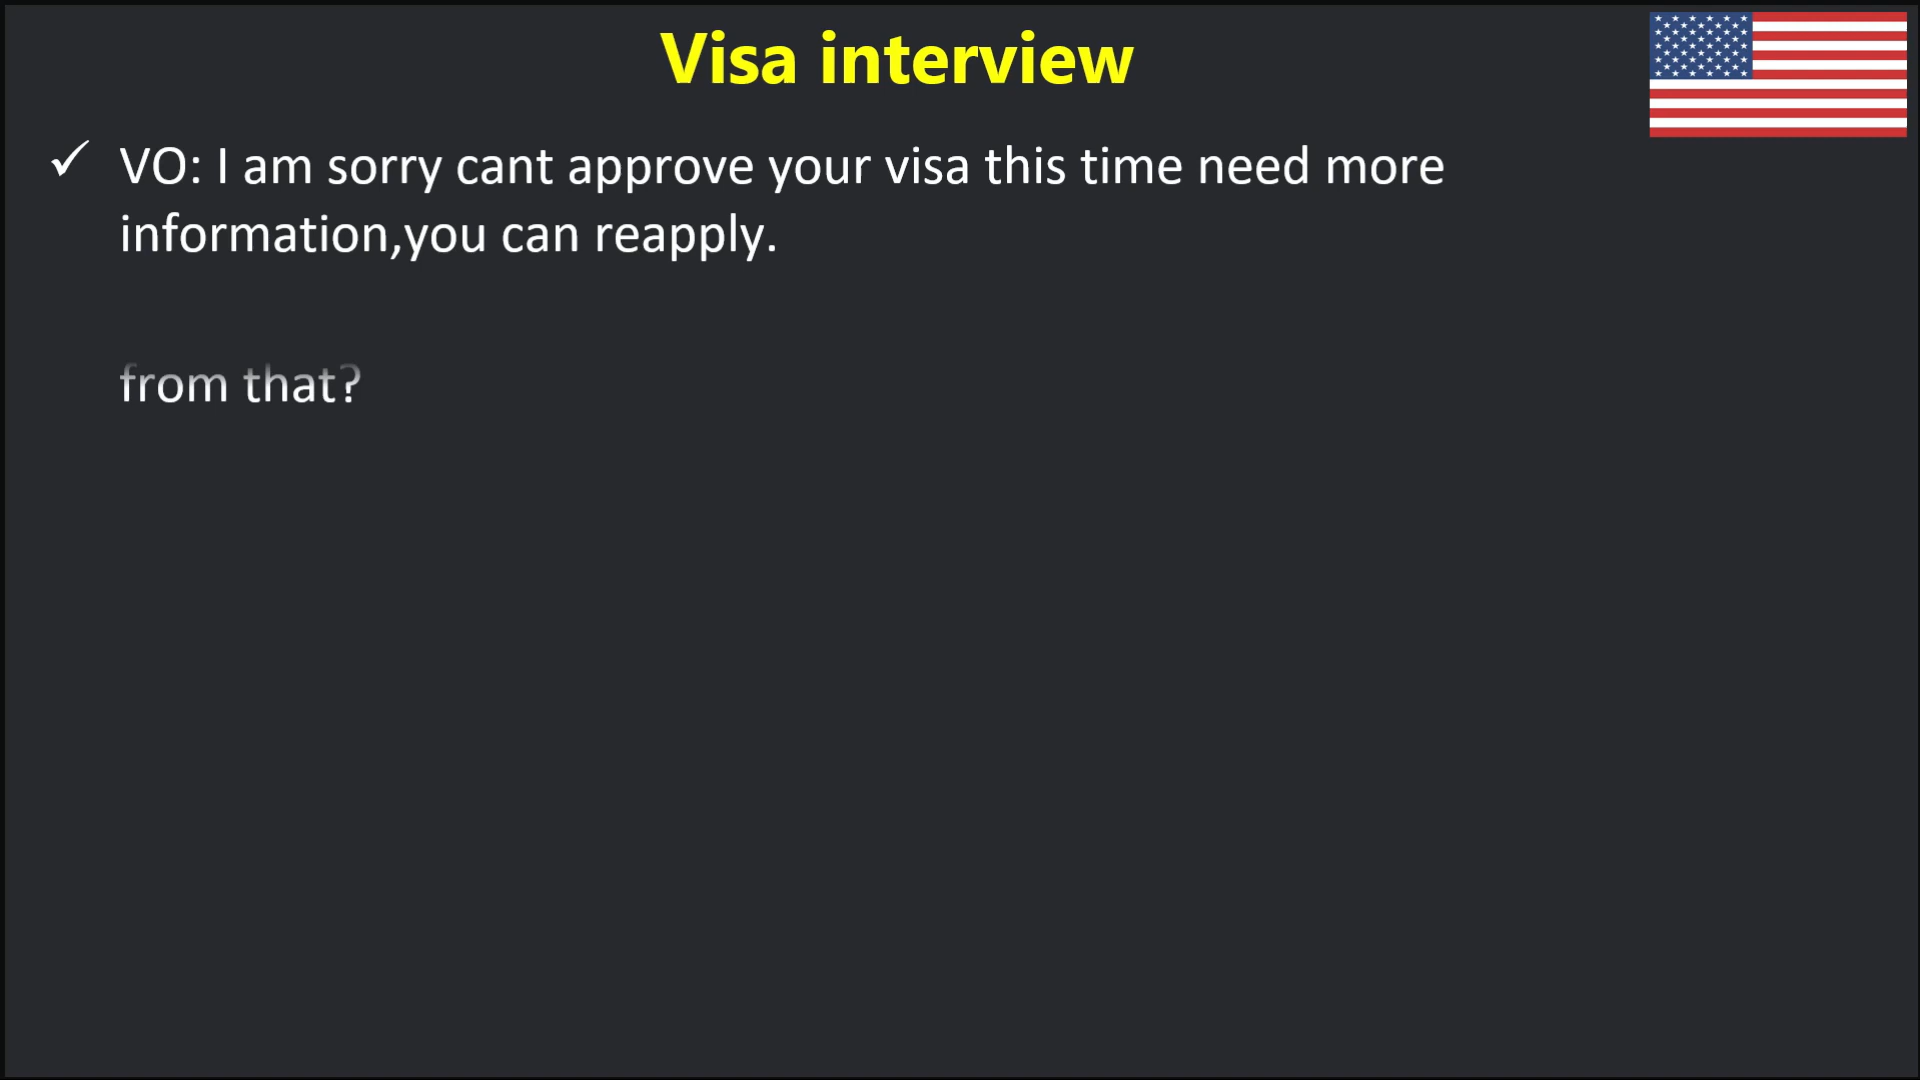 Visa interview
✓ VO: I am sorry cant approve your visa this time need more
information,you can reapply.
from that?